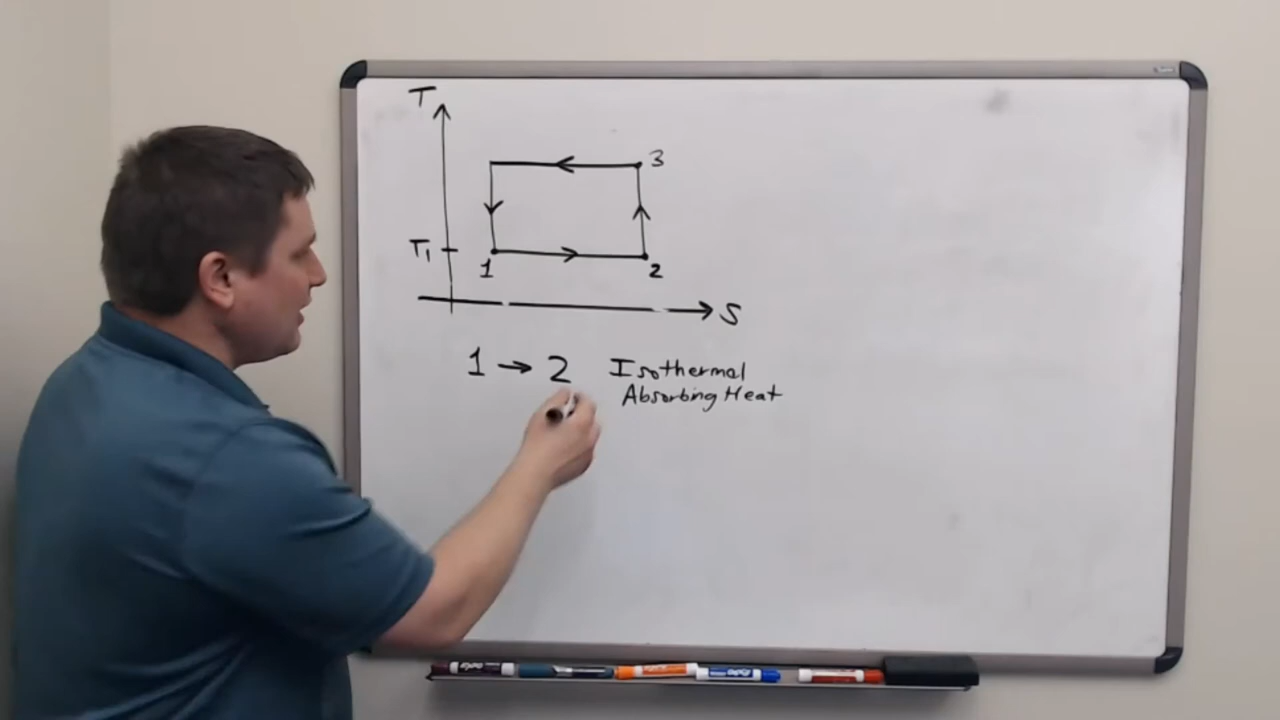 T
3
T1
1
2
S
1 → 2 Isothermal
Absorbing Heat